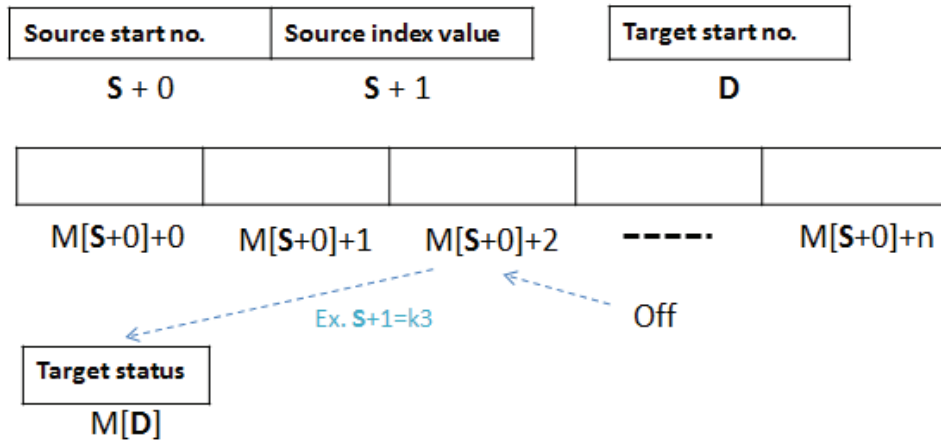 Source start no. Source index value Target start no.
S + 0 S + 1 D
M[S+0]+0 M[S+0]+1 M[S+0]+2 ----- M[S+0]+n
Ex. S+1=k3 Off
Target status
M[D]